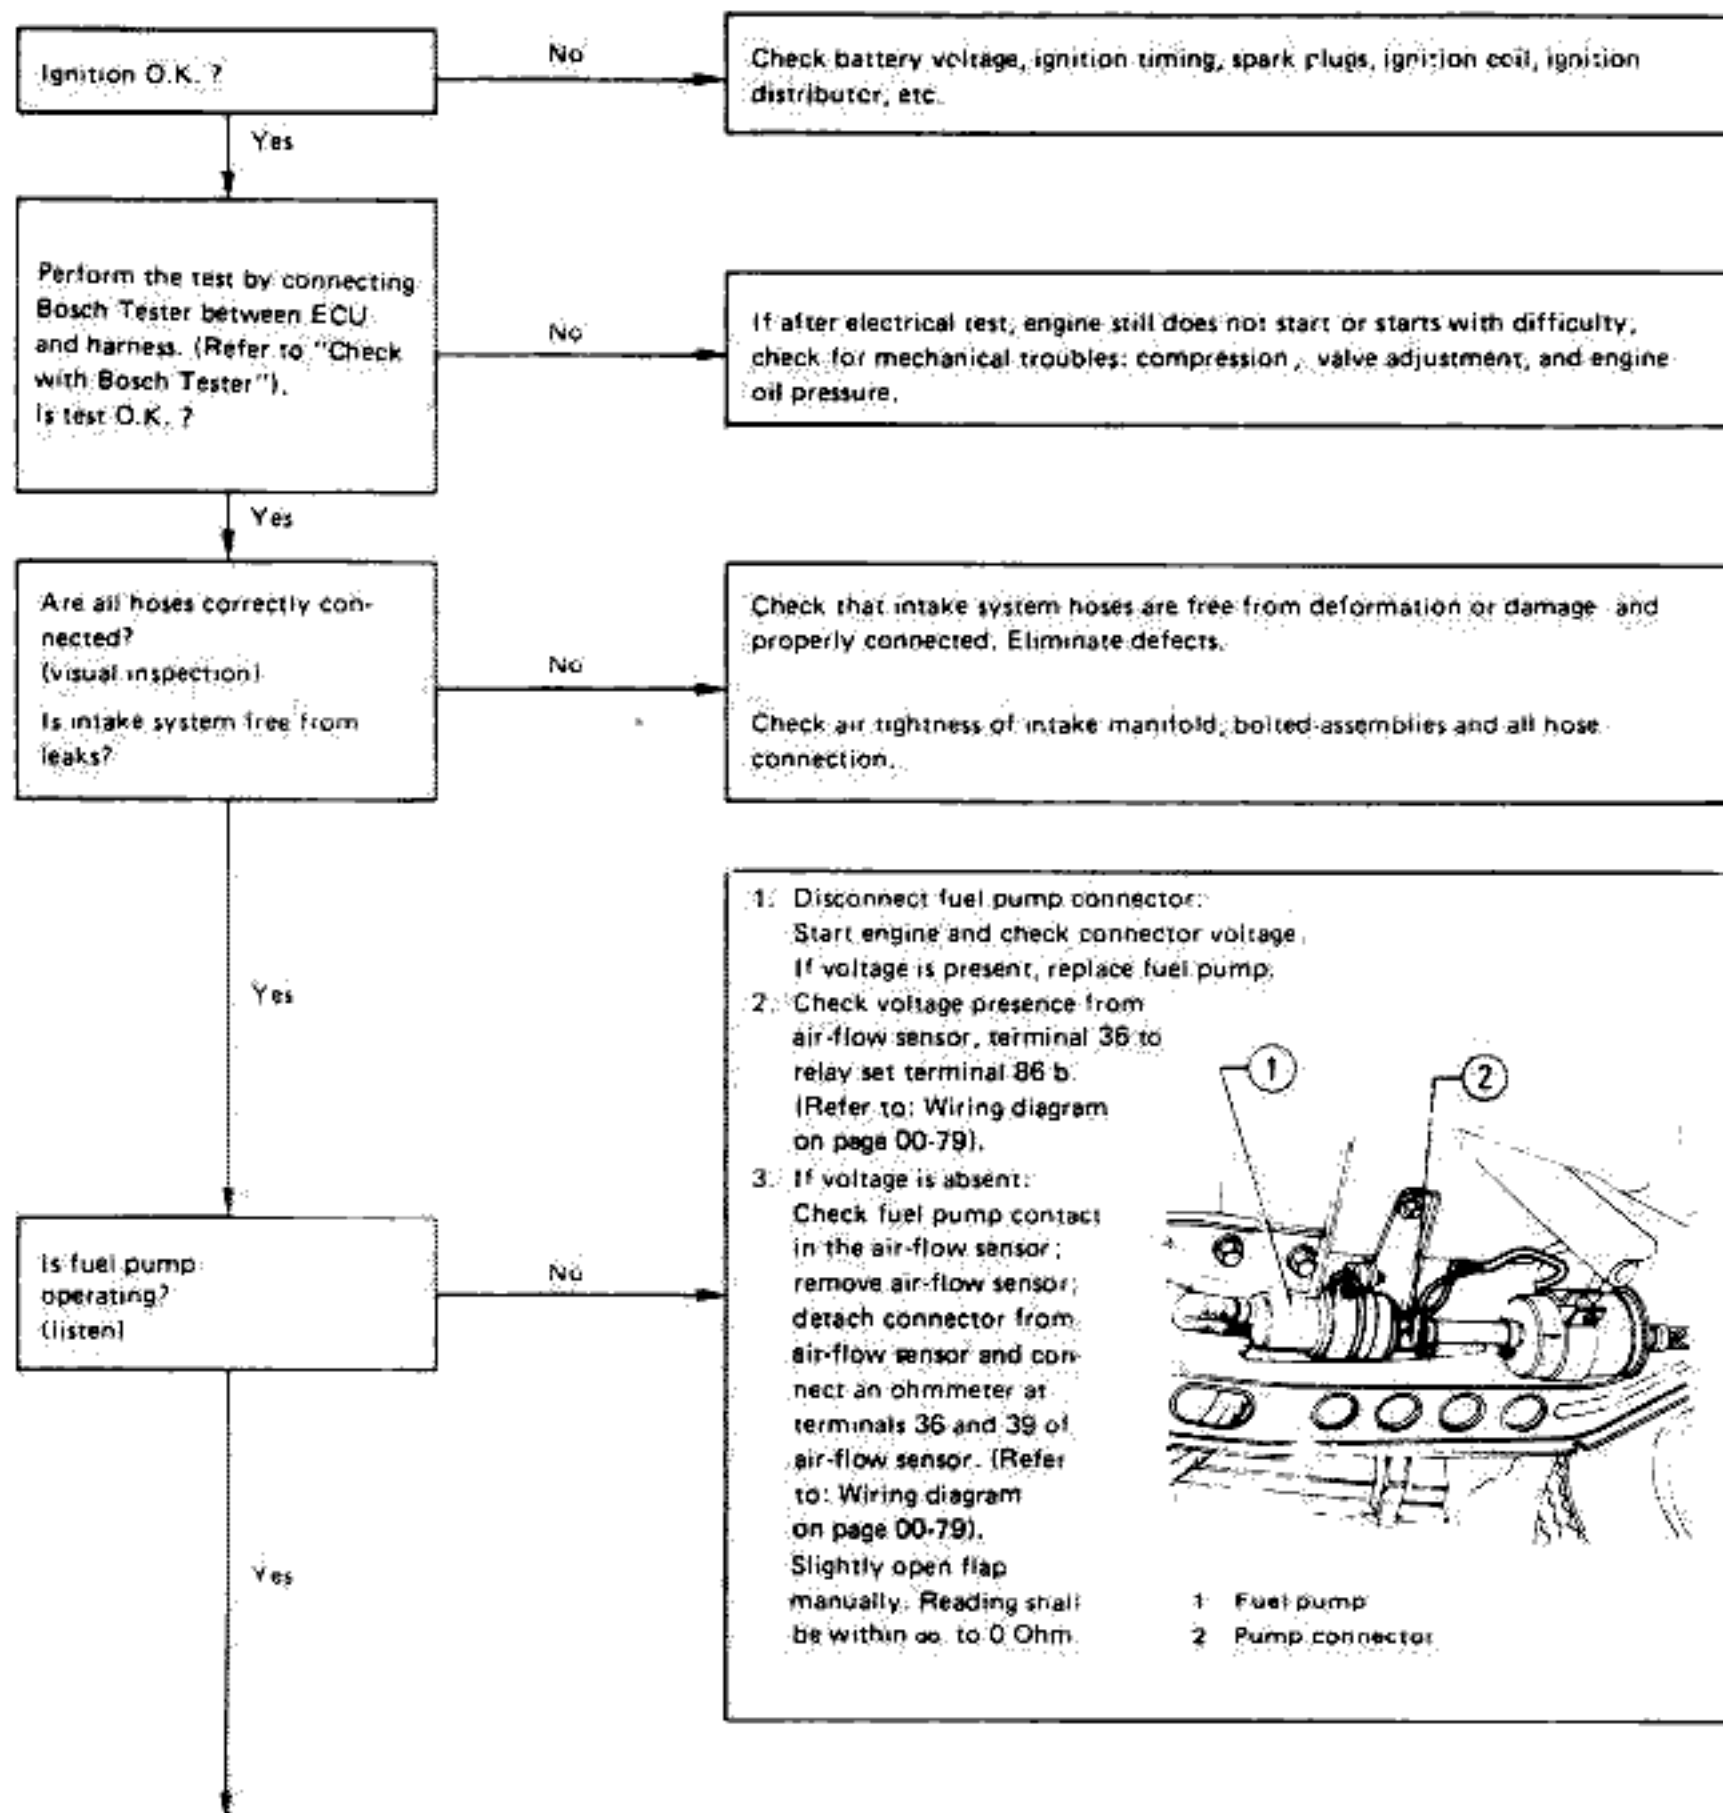 Ignition O.K. ?
No
Check battery voltage, ignition timing, spark plugs, ignition coil, ignition
distributor, etc.
Yes
Perform the test by connecting
Bosch Tester between ECU
and harness. (Refer to "Check
with Bosch Tester").
Is test O.K. ?
No
If after electrical test, engine still does not start or starts with difficulty,
check for mechanical troubles: compression, valve adjustment, and engine
oil pressure.
Yes
Are all hoses correctly con-
nected?
(visual inspection)
Is intake system free from
leaks?
No
Check that intake system hoses are free from deformation or damage and
properly connected. Eliminate defects.
Check air tightness of intake manifold, bolted assemblies and all hose
connection.
Yes
Is fuel pump
operating?
(listen)
No
1. Disconnect fuel pump connector.
Start engine and check connector voltage.
If voltage is present, replace fuel pump.
2. Check voltage presence from
air-flow sensor, terminal 36 to
relay set terminal 86 b.
(Refer to: Wiring diagram
on page 00-79).
3. If voltage is absent:
Check fuel pump contact
in the air-flow sensor;
remove air-flow sensor;
detach connector from
air-flow sensor and con-
nect an ohmmeter at
terminals 36 and 39 of
air-flow sensor. (Refer
to: Wiring diagram
on page 00-79).
Slightly open flap
manually. Reading shall
be within ∞ to 0 Ohm
1
2
1 Fuel pump
2 Pump connector
Yes